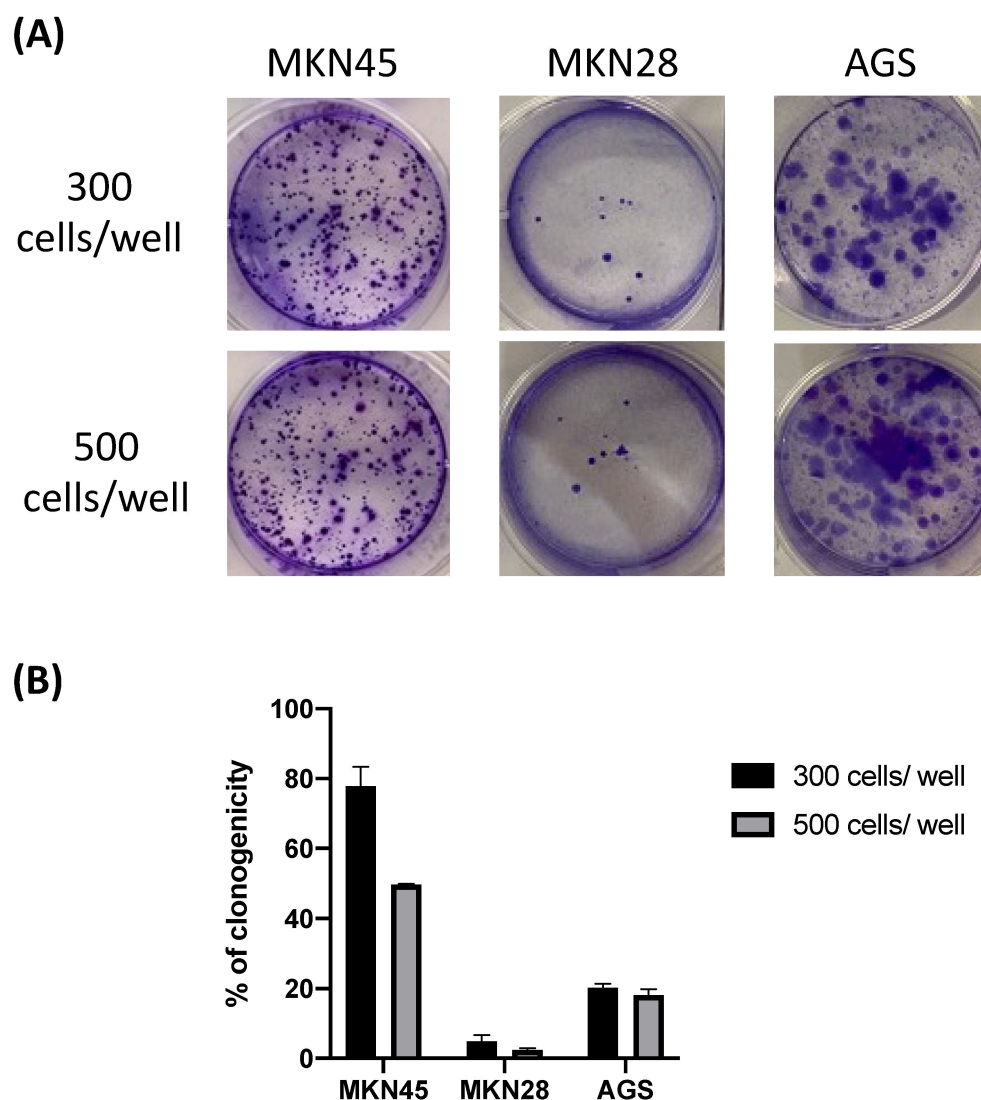 (A)
MKN45 MKN28 AGS
300
cells/well
500
cells/well
(B)
% of clonogenicity
100
80
60
40
20
0
MKN45 MKN28 AGS
300 cells/ well
500 cells/ well